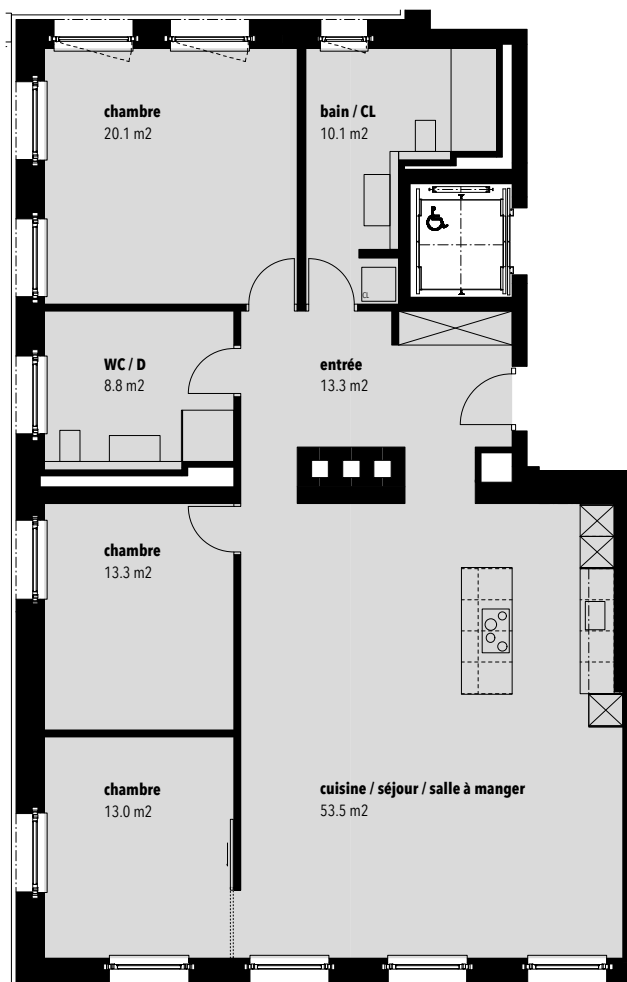 chambre
20.1 m2
bain / CL
10.1 m2
CL
WC / D
8.8 m2
entrée
13.3 m2
chambre
13.3 m2
chambre
13.0 m2
cuisine / séjour / salle à manger
53.5 m2